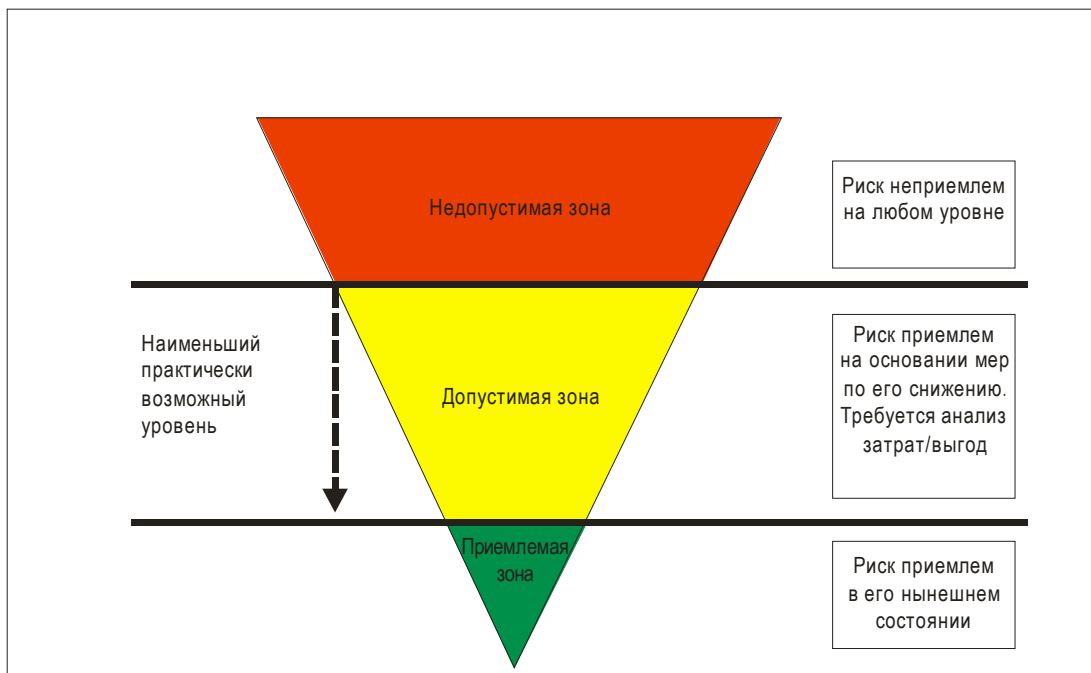 Недопустимая зона
Риск неприемлем
на любом уровне
Наименьший
практически
возможный
уровень
Допустимая зона
Риск приемлем
на основании мер
по его снижению.
Требуется анализ
затрат/выгод
Приемлемая
зона
Риск приемлем
в его нынешнем
состоянии